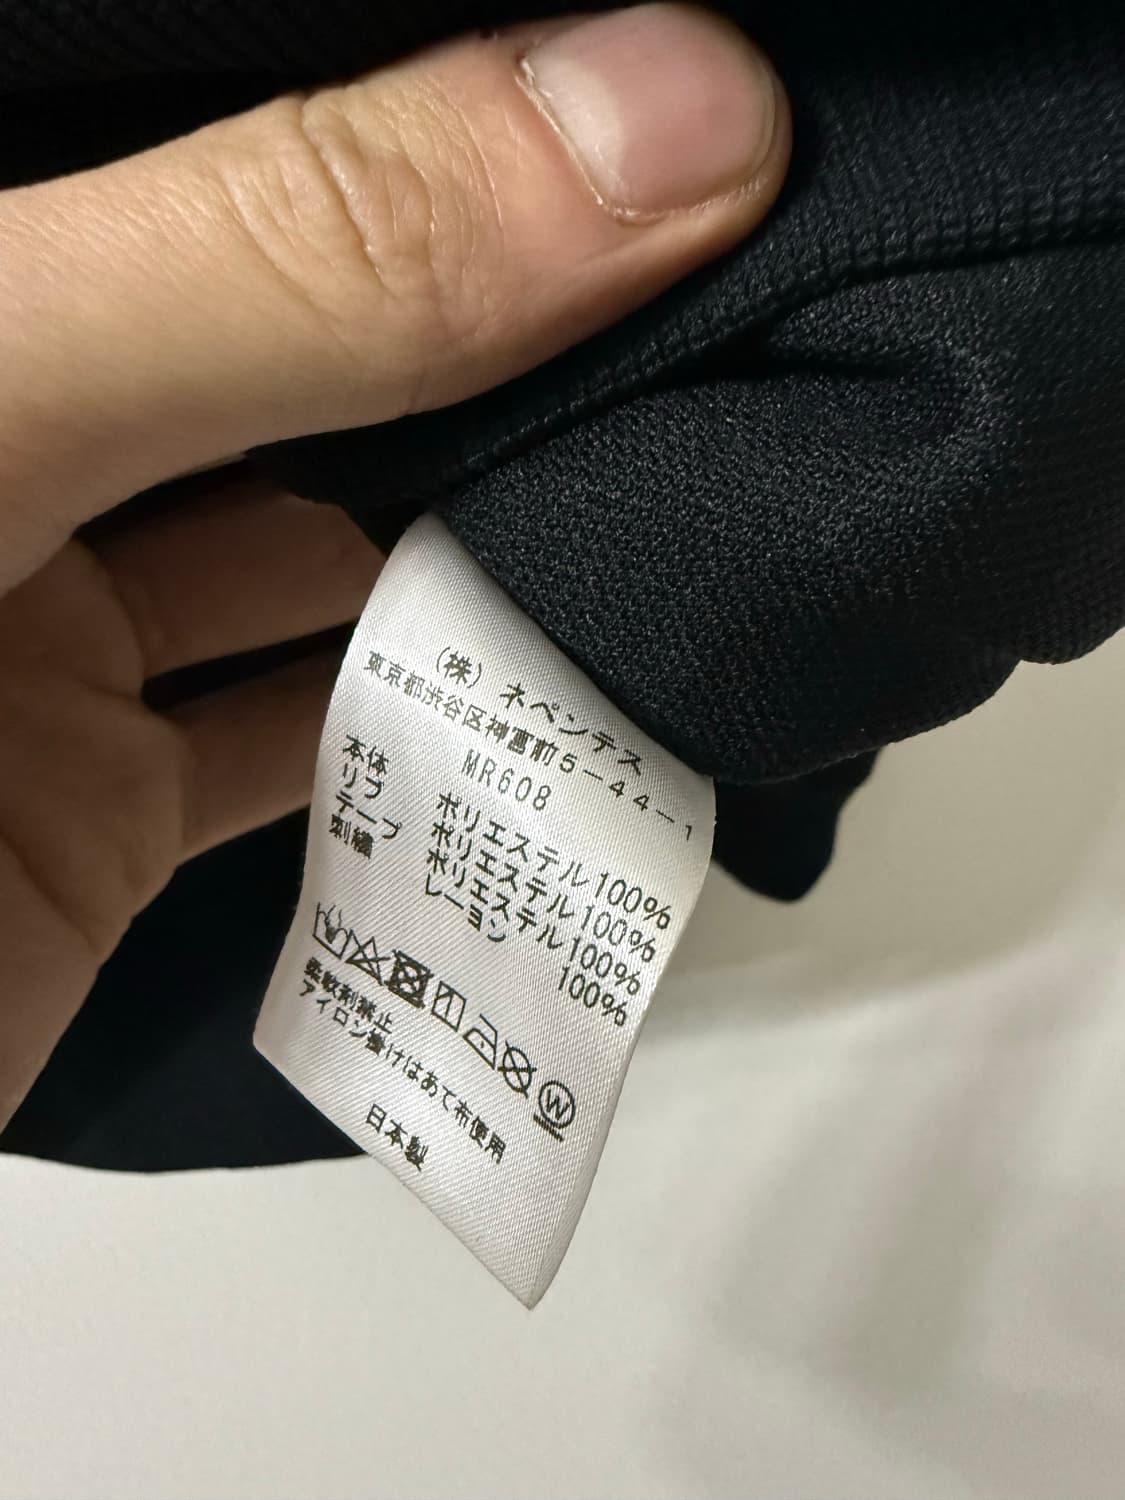 (株) ネペンテス
東京都渋谷区神宮前5-44-1
MR608
本体 ポリエステル100%
リブ ポリエステル100%
テープ ポリエステル100%
刺繍 レーヨン 100%
W
柔軟剤禁止
アイロン掛けはあて布使用
日本製